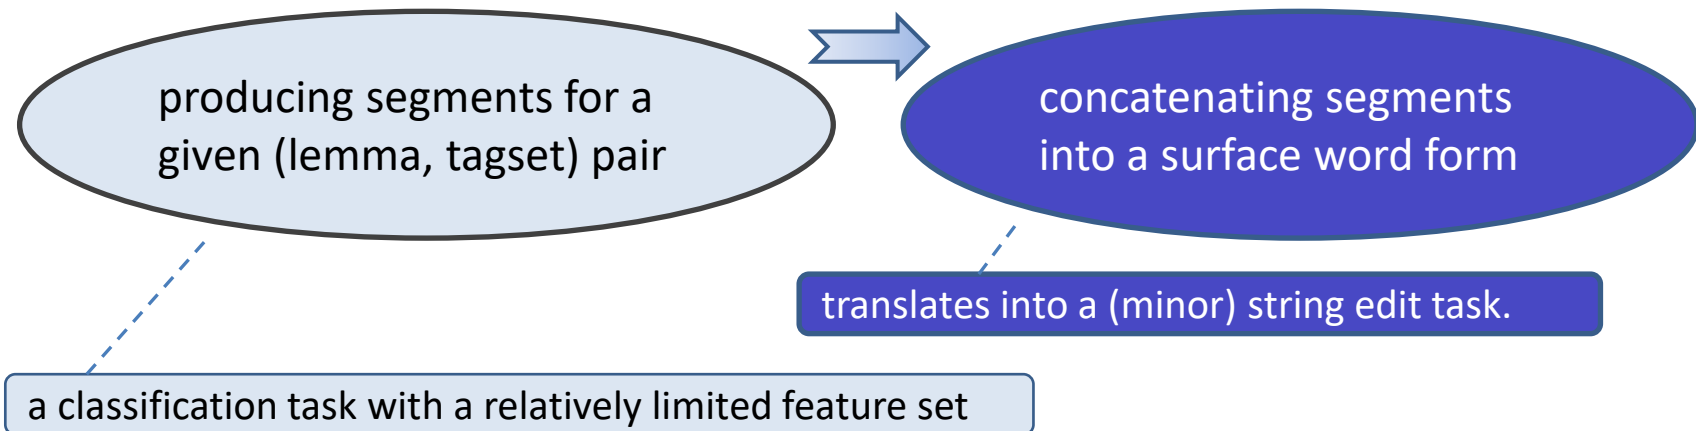 producing segments for a
given (lemma, tagset) pair
concatenating segments
into a surface word form
translates into a (minor) string edit task.
a classification task with a relatively limited feature set